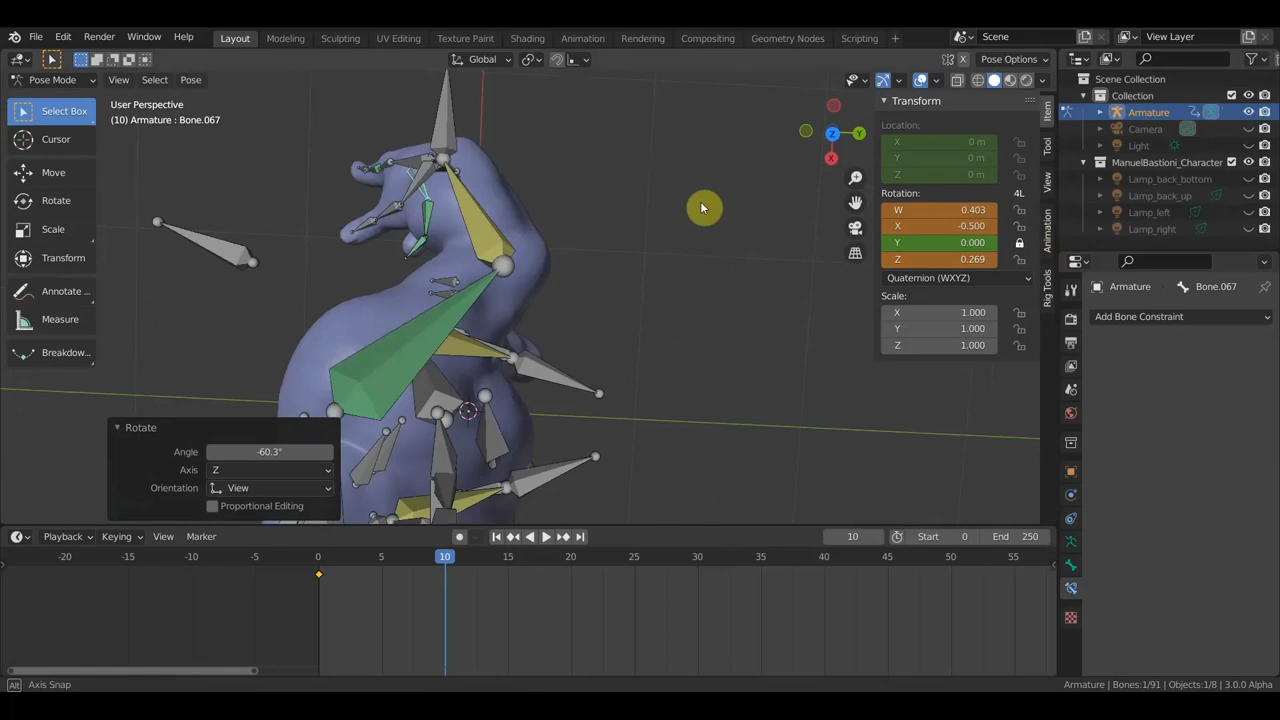 File Edit Render Window Help Layout Modeling Sculpting UV Editing Texture Paint Shading Animation Rendering Compositing Geometry Nodes Scripting + Scene View Layer
Global X Pose Options
Pose Mode View Select Pose
User Perspective
(10) Armature : Bone.067
Select Box
Cursor
Move
Rotate
Scale
Transform
Annotate ...
Measure
Breakdow...
Z Y X
Transform
Location:
X 0 m
Y 0 m
Z 0 m
Rotation: 4L
W 0.403
X -0.500
Y 0.000
Z 0.269
Quaternion (WXYZ)
Scale:
X 1.000
Y 1.000
Z 1.000
Item
Tool
View
Animation
Rig Tools
Scene Collection
Collection
Armature
Camera
Light
ManuelBastioni_Character
Lamp_back_bottom
Lamp_back_up
Lamp_left
Lamp_right
Armature Bone.067
Add Bone Constraint
Rotate
Angle -60.3°
Axis Z
Orientation View
Proportional Editing
Playback Keying View Marker 10 Start 0 End 250
-20 -15 -10 -5 0 5 10 15 20 25 30 35 40 45 50 55
Alt Axis Snap Armature | Bones:1/91 | Objects:1/8 | 3.0.0 Alpha